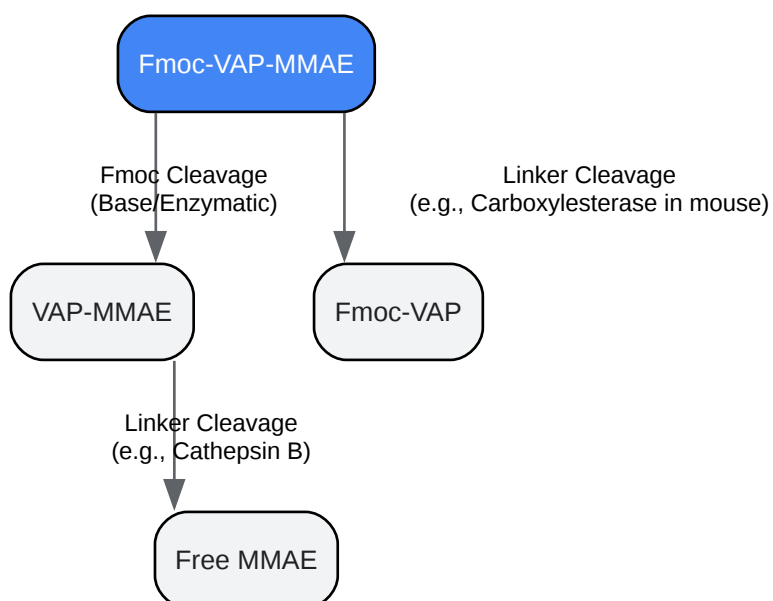 Fmoc-VAP-MMAE
Fmoc Cleavage
(Base/Enzymatic)
Linker Cleavage
(e.g., Carboxylesterase in mouse)
VAP-MMAE
Fmoc-VAP
Linker Cleavage
(e.g., Cathepsin B)
Free MMAE